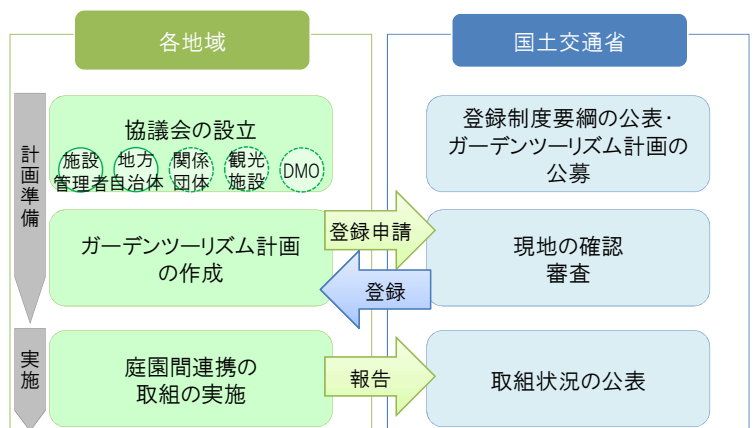 各地域
国土交通省
計画準備
協議会の設立
施設
管理者
地方
自治体
関係
団体
観光
施設
DMO
登録制度要綱の公表・
ガーデンツーリズム計画の
公募
ガーデンツーリズム計画
の作成
登録申請
登録
現地の確認
審査
実施
庭園間連携の
取組の実施
報告
取組状況の公表